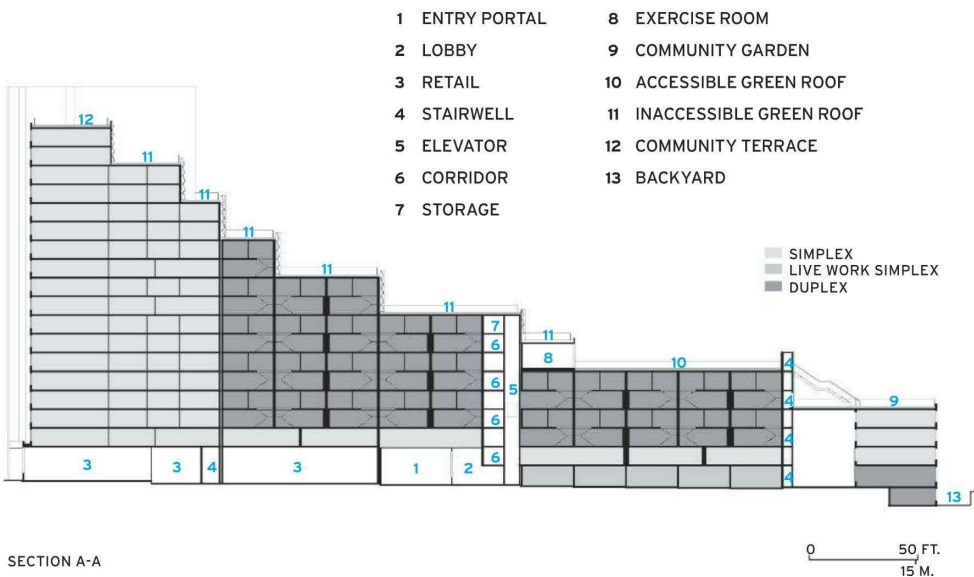 1 ENTRY PORTAL
2 LOBBY
3 RETAIL
4 STAIRWELL
5 ELEVATOR
6 CORRIDOR
7 STORAGE
8 EXERCISE ROOM
9 COMMUNITY GARDEN
10 ACCESSIBLE GREEN ROOF
11 INACCESSIBLE GREEN ROOF
12 COMMUNITY TERRACE
13 BACKYARD
SIMPLEX
LIVE WORK SIMPLEX
DUPLEX
12
11
11
11
11
11
7
6
11
8
10
4
6
5
4
9
6
4
3
3
4
3
1
2
6
4
13
SECTION A-A
0 50 FT.
15 M.